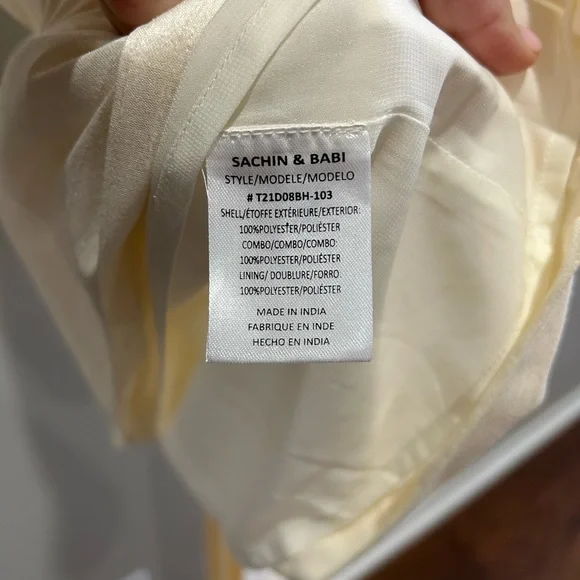 SACHIN & BABI
STYLE/MODELE/MODELO
# T21D08BH-103
SHELL/ÉTOFFE EXTÉRIEURE/EXTERIOR:
100%POLYESTER/POLIÉSTER
COMBO/COMBO/COMBO:
100%POLYESTER/POLIÉSTER
LINING/ DOUBLURE/FORRO:
100%POLYESTER/POLIÉSTER
MADE IN INDIA
FABRIQUE EN INDE
HECHO EN INDIA